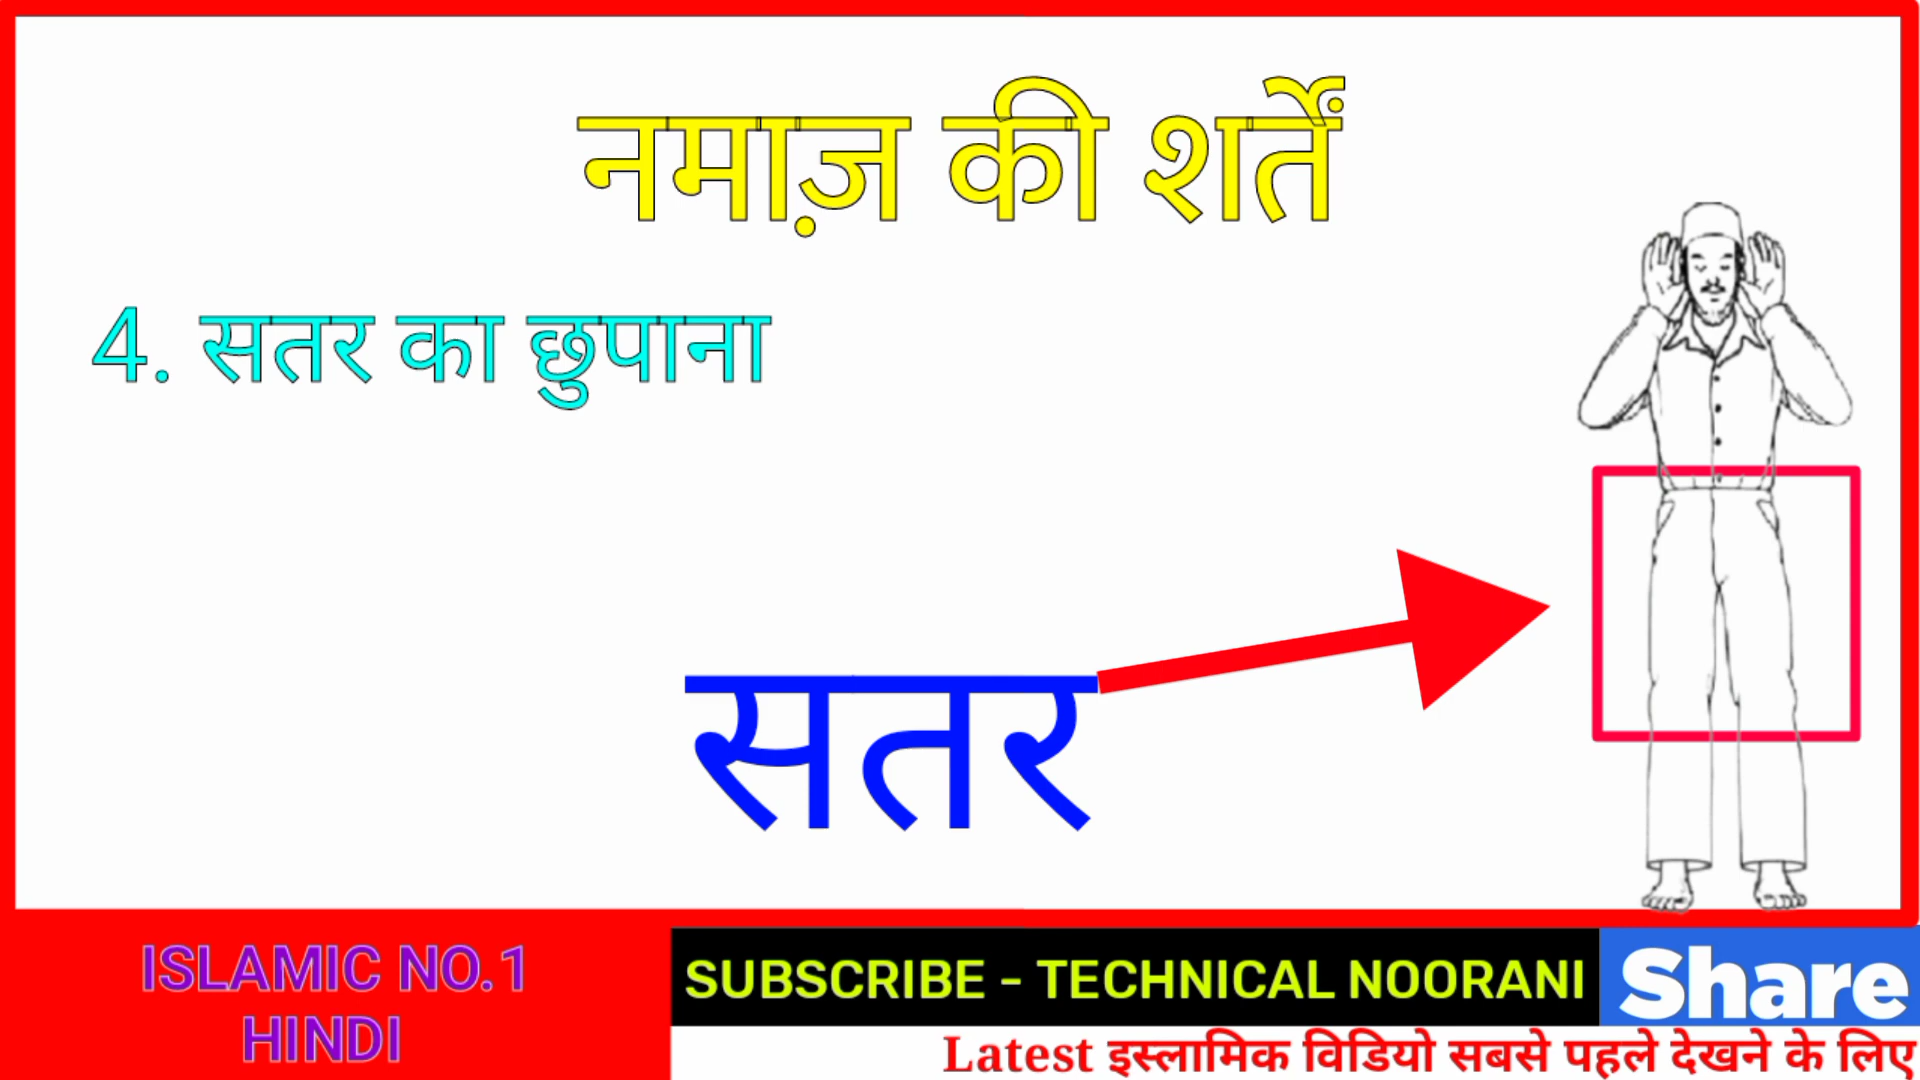 नमाज़ की शर्तें
4. सतर का छुपाना
सतर
ISLAMIC NO.1
HINDI
SUBSCRIBE - TECHNICAL NOORANI
Share
Latest इस्लामिक विडियो सबसे पहले देखने के लिए